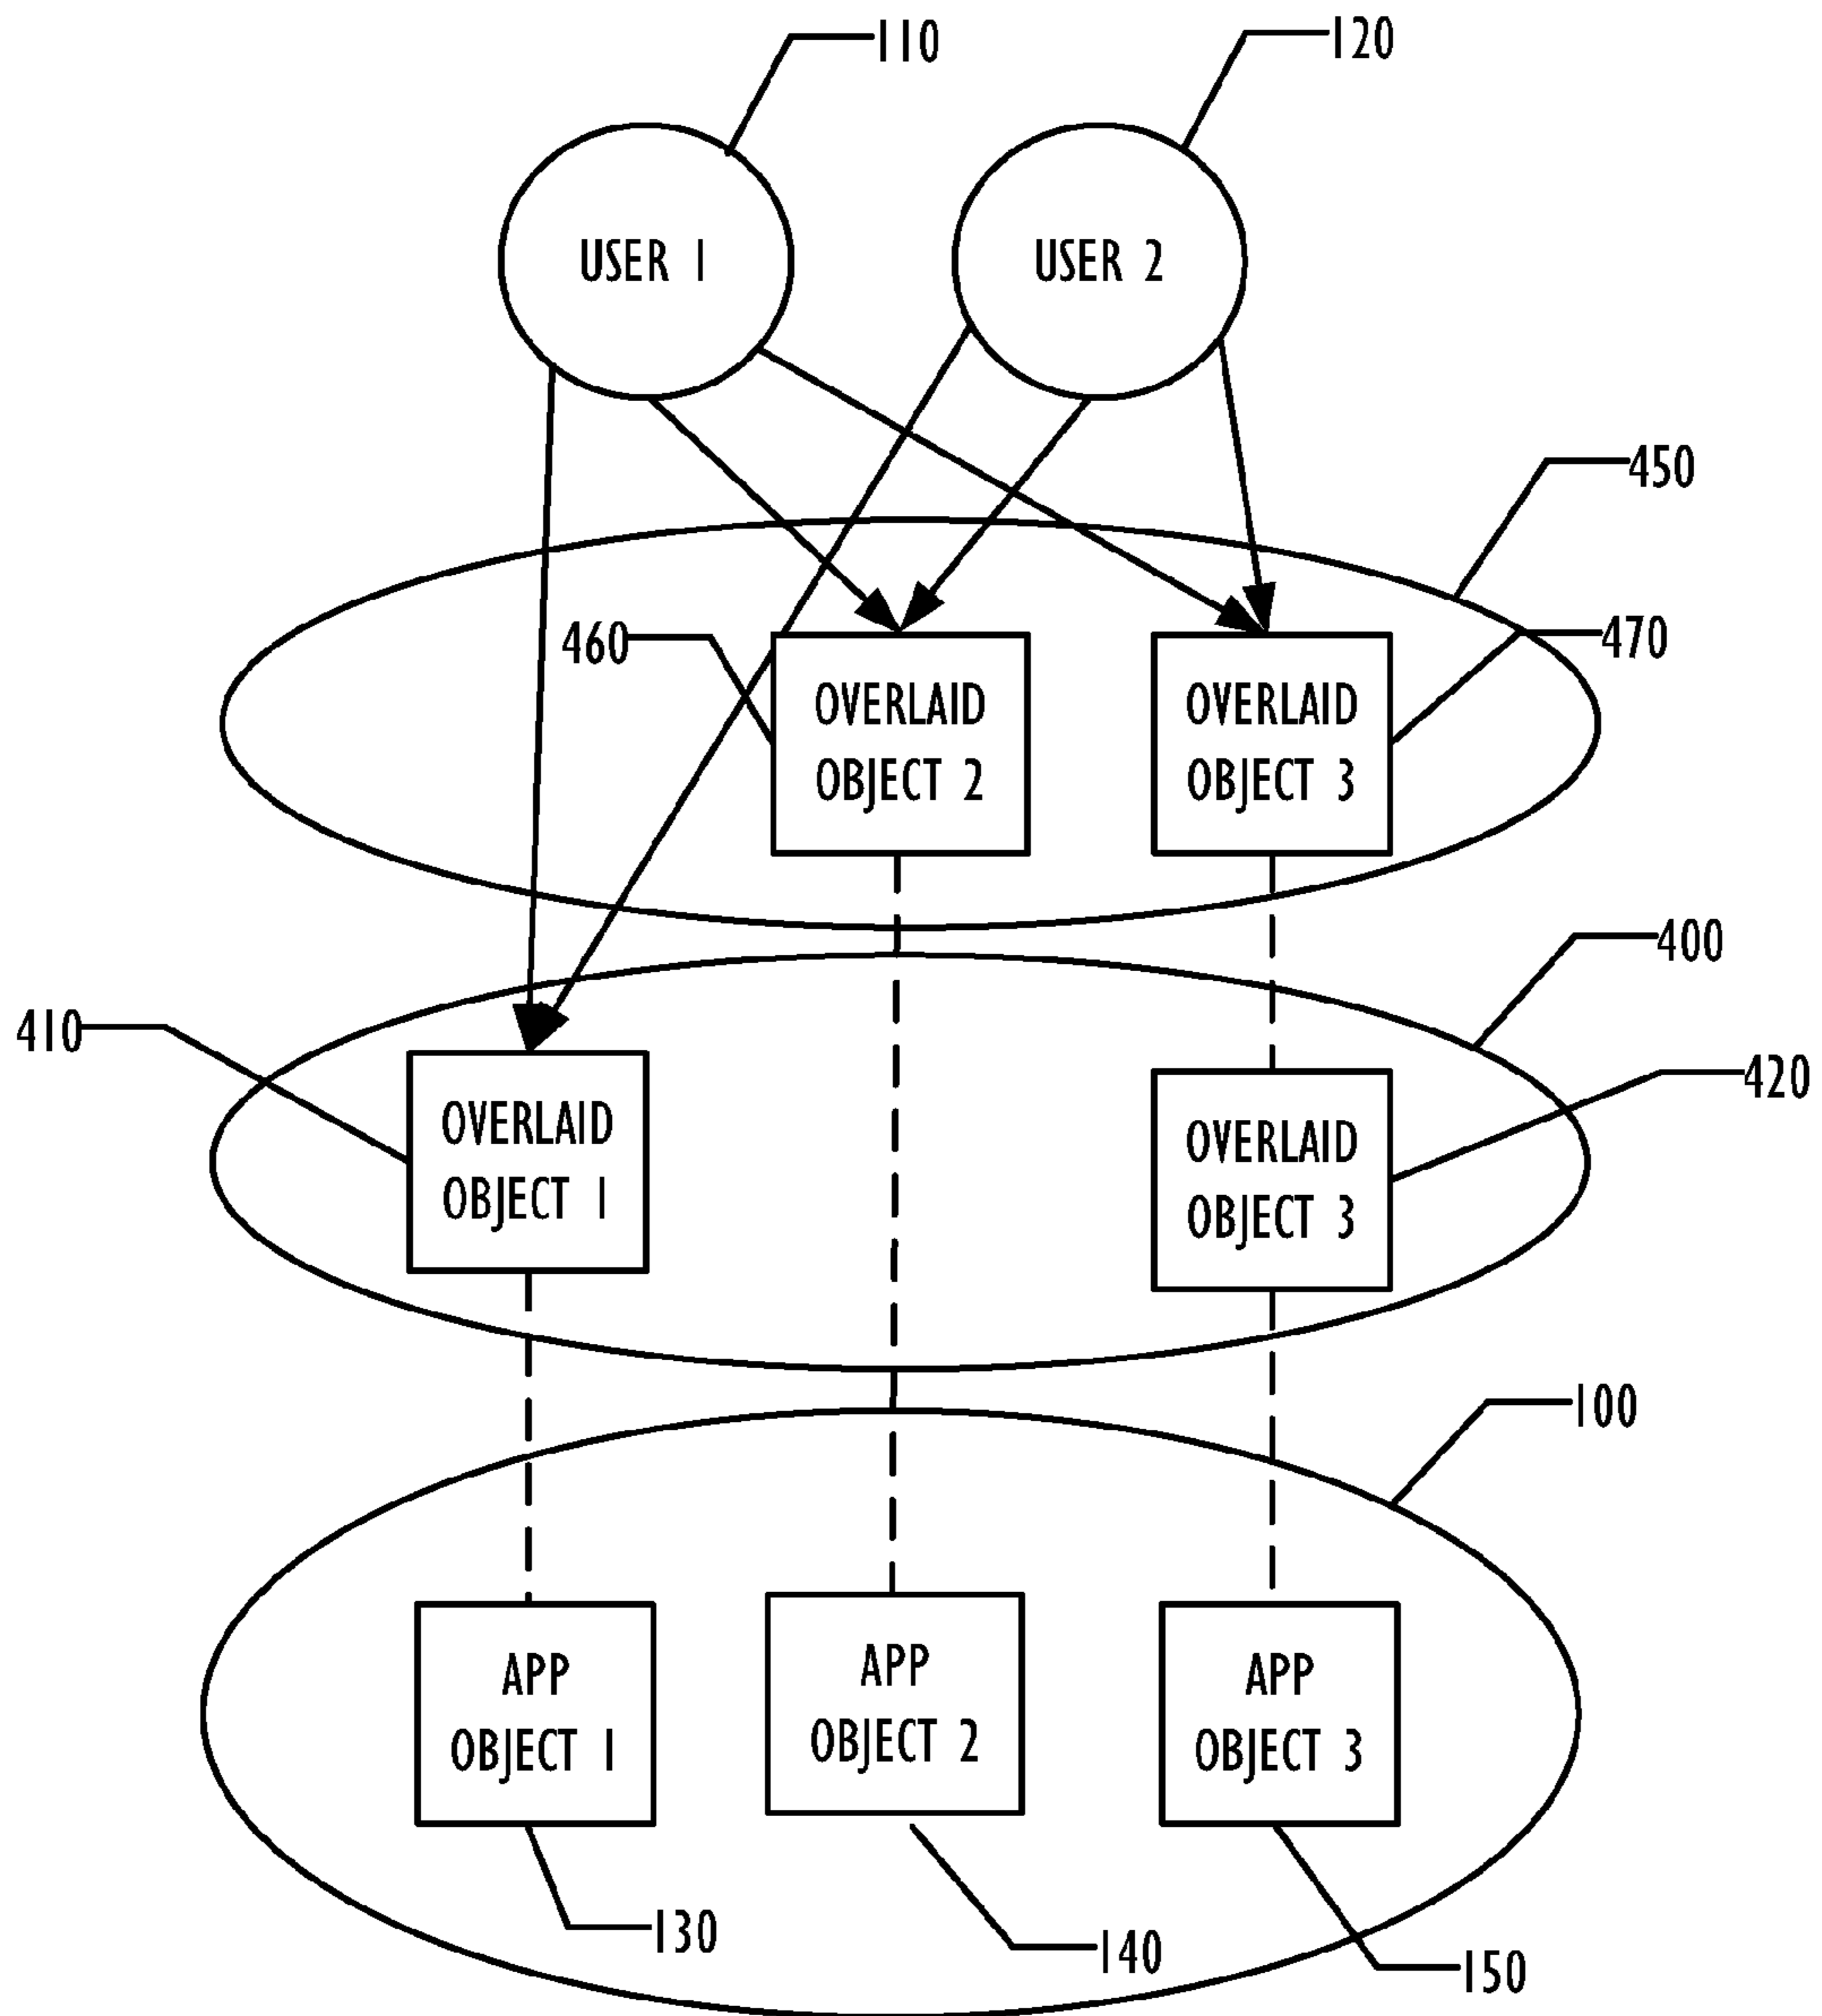 110
120
USER 1
USER 2
450
460
470
OVERLAID
OBJECT 2
OVERLAID
OBJECT 3
400
410
420
OVERLAID
OBJECT 1
OVERLAID
OBJECT 3
100
APP
OBJECT 1
APP
OBJECT 2
APP
OBJECT 3
130
140
150